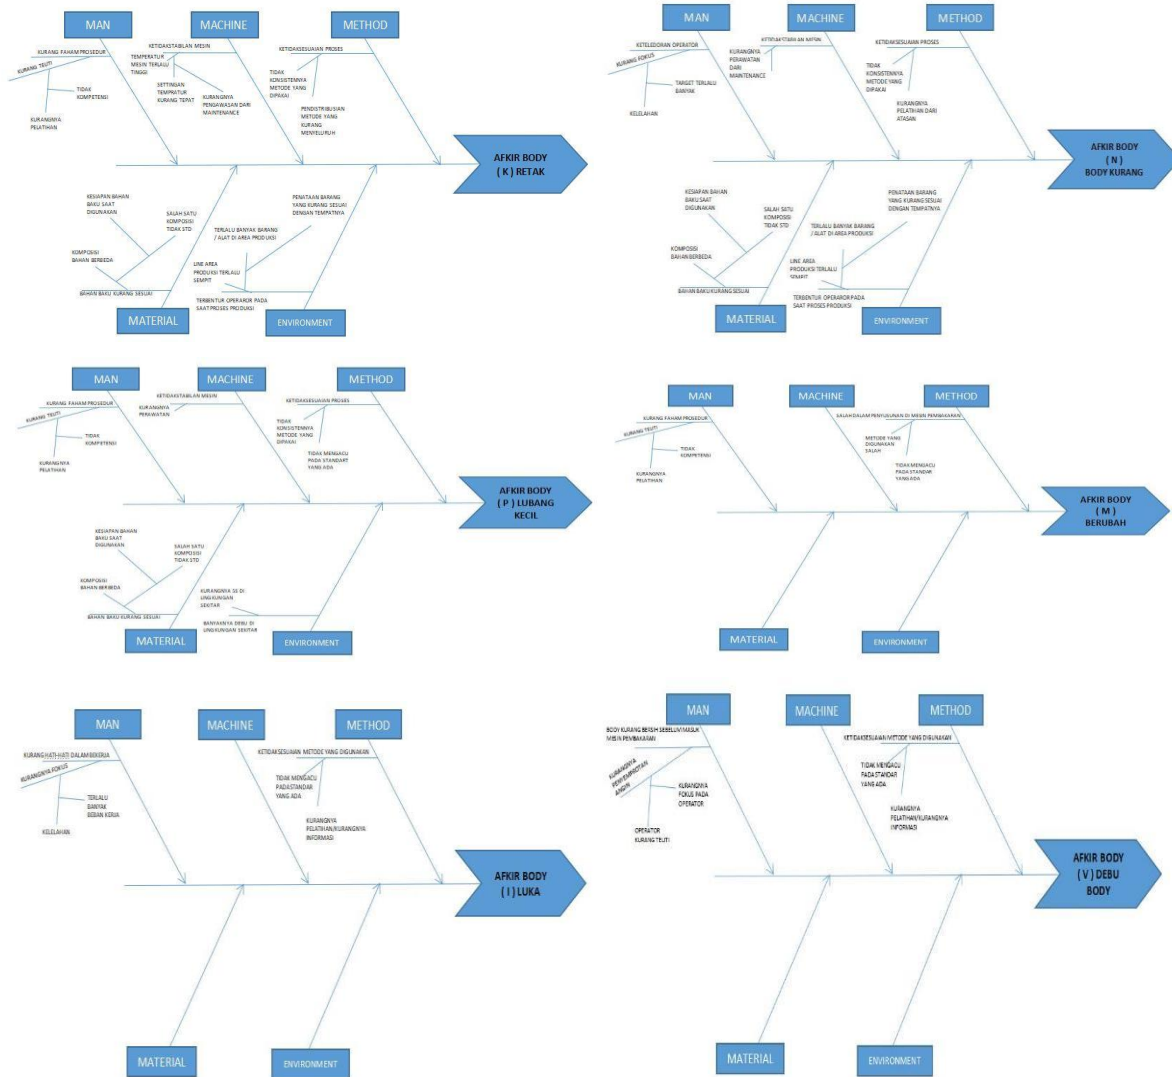 MAN
MACHINE
METHOD
KURANG FAHAM PROSEDUR
KURANG TELITI
TIDAK
KOMPETENSI
KURANGNYA
PELATIHAN
KETIDAKSTABILAN MESIN
TEMPERATUR
MESIN TERLALU
TINGGI
SETTINGAN
TEMPRATUR
KURANG TEPAT
KURANGNYA
PENGAWASAN DARI
MAINTENANCE
KETIDAKSESUAIAN PROSES
TIDAK
KONSISTENNYA
METODE YANG
DIPAKAI
PENDISTRIBUSIAN
METODE YANG
KURANG
MENYELURUH
AFKIR BODY
( K ) RETAK
KESIAPAN BAHAN
BAKU SAAT
DIGUNAKAN
SALAH SATU
KOMPOSISI
TIDAK STD
KOMPOSISI
BAHAN BERBEDA
BAHAN BAKU KURANG SESUAI
PENATAAN BARANG
YANG KURANG SESUAI
DENGAN TEMPATNYA
TERLALU BANYAK BARANG
/ ALAT DI AREA PRODUKSI
LINE AREA
PRODUKSI TERLALU
SEMPIT
TERBENTUR OPERAROR PADA
SAAT PROSES PRODUKSI
MATERIAL
ENVIRONMENT
MAN
MACHINE
METHOD
KETELEDORAN OPERATOR
KURANG FOKUS
TARGET TERLALU
BANYAK
KELELAHAN
KETIDAKSTABILAN MESIN
KURANGNYA
PERAWATAN
DARI
MAINTENANCE
KETIDAKSESUAIAN PROSES
TIDAK
KONSISTENNYA
METODE YANG
DIPAKAI
KURANGNYA
PELATIHAN DARI
ATASAN
AFKIR BODY
( N )
BODY KURANG
KESIAPAN BAHAN
BAKU SAAT
DIGUNAKAN
SALAH SATU
KOMPOSISI
TIDAK STD
KOMPOSISI
BAHAN BERBEDA
BAHAN BAKU KURANG SESUAI
PENATAAN BARANG
YANG KURANG SESUAI
DENGAN TEMPATNYA
TERLALU BANYAK BARANG
/ ALAT DI AREA PRODUKSI
LINE AREA
PRODUKSI TERLALU
SEMPIT
TERBENTUR OPERAROR PADA
SAAT PROSES PRODUKSI
MATERIAL
ENVIRONMENT
MAN
MACHINE
METHOD
KURANG FAHAM PROSEDUR
KURANG TELITI
TIDAK
KOMPETENSI
KURANGNYA
PELATIHAN
KETIDAKSTABILAN MESIN
KURANGNYA
PERAWATAN
KETIDAKSESUAIAN PROSES
TIDAK
KONSISTENNYA
METODE YANG
DIPAKAI
TIDAK MENGACU
PADA STANDART
YANG ADA
AFKIR BODY
( P ) LUBANG
KECIL
KESIAPAN BAHAN
BAKU SAAT
DIGUNAKAN
SALAH SATU
KOMPOSISI
TIDAK STD
KOMPOSISI
BAHAN BERBEDA
BAHAN BAKU KURANG SESUAI
KURANGNYA 5S DI
LINGKUNGAN
SEKITAR
BANYAKNYA DEBU DI
LINGKUNGAN SEKITAR
MATERIAL
ENVIRONMENT
MAN
MACHINE
METHOD
KURANG FAHAM PROSEDUR
KURANG TELITI
TIDAK
KOMPETENSI
KURANGNYA
PELATIHAN
SALAH DALAM PENYUSUNAN DI MESIN PEMBAKARAN
METODE YANG
DIGUNAKAN
SALAH
TIDAK MENGACU
PADA STANDAR
YANG ADA
AFKIR BODY
( M )
BERUBAH
MATERIAL
ENVIRONMENT
MAN
MACHINE
METHOD
KURANG HATI-HATI DALAM BEKERJA
KURANGNYA FOKUS
TERLALU
BANYAK
BEBAN KERJA
KELELAHAN
KETIDAKSESUAIAN METODE YANG DIGUNAKAN
TIDAK MENGACU
PADA STANDAR
YANG ADA
KURANGNYA
PELATIHAN/KURANGNYA
INFORMASI
AFKIR BODY
( I ) LUKA
MATERIAL
ENVIRONMENT
MAN
MACHINE
METHOD
BODY KURANG BERSIH SEBELUM MASUK
MESIN PEMBAKARAN
KURANGNYA
PENYEMPROTAN
ANGIN
KURANGNYA
FOKUS PADA
OPERATOR
OPERATOR
KURANG TELITI
KETIDAKSESUAIAN METODE YANG DIGUNAKAN
TIDAK MENGACU
PADA STANDAR
YANG ADA
KURANGNYA
PELATIHAN/KURANGNYA
INFORMASI
AFKIR BODY
( V ) DEBU
BODY
MATERIAL
ENVIRONMENT